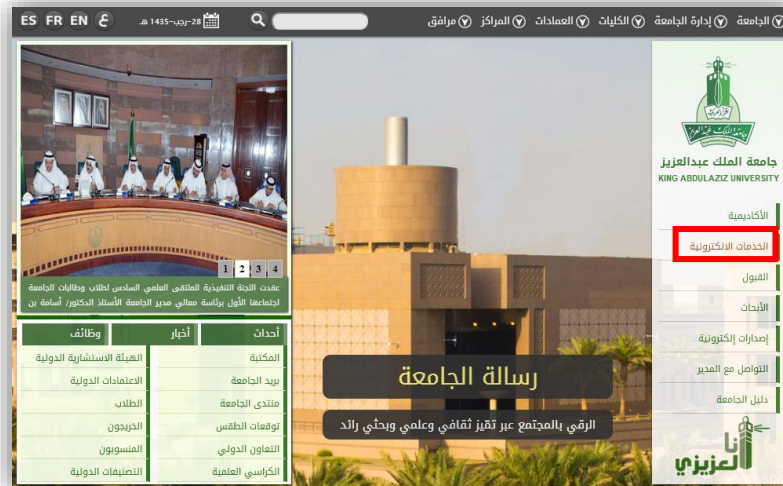 الجامعة إدارة الجامعة الكليات العمادات المراكز مرافق
28-رجب-1435 هـ
ES FR EN ع
جامعة الملك عبدالعزيز
KING ABDULAZIZ UNIVERSITY
الأكاديمية
الخدمات الالكترونية
القبول
الأبحاث
إصدارات إلكترونية
التواصل مع المدير
دليل الجامعة
أنا
عزيزي
رسالة الجامعة
الرقي بالمجتمع عبر تمّيز ثقافي وعلمي وبحثي رائد
1 2 3 4
عقدت اللجنة التنفيذية للملتقى العلمي السادس لطلاب وطالبات الجامعة
اجتماعها الأول برئاسة معالي مدير الجامعة الأستاذ الدكتور/ أسامة بن
أحداث أخبار وظائف
المكتبة
بريد الجامعة
منتدى الجامعة
توقعات الطقس
التعاون الدولي
الكراسي العلمية
الهيئة الاستشارية الدولية
الاعتمادات الدولية
الطلاب
الخريجون
المنسوبون
التصنيفات الدولية